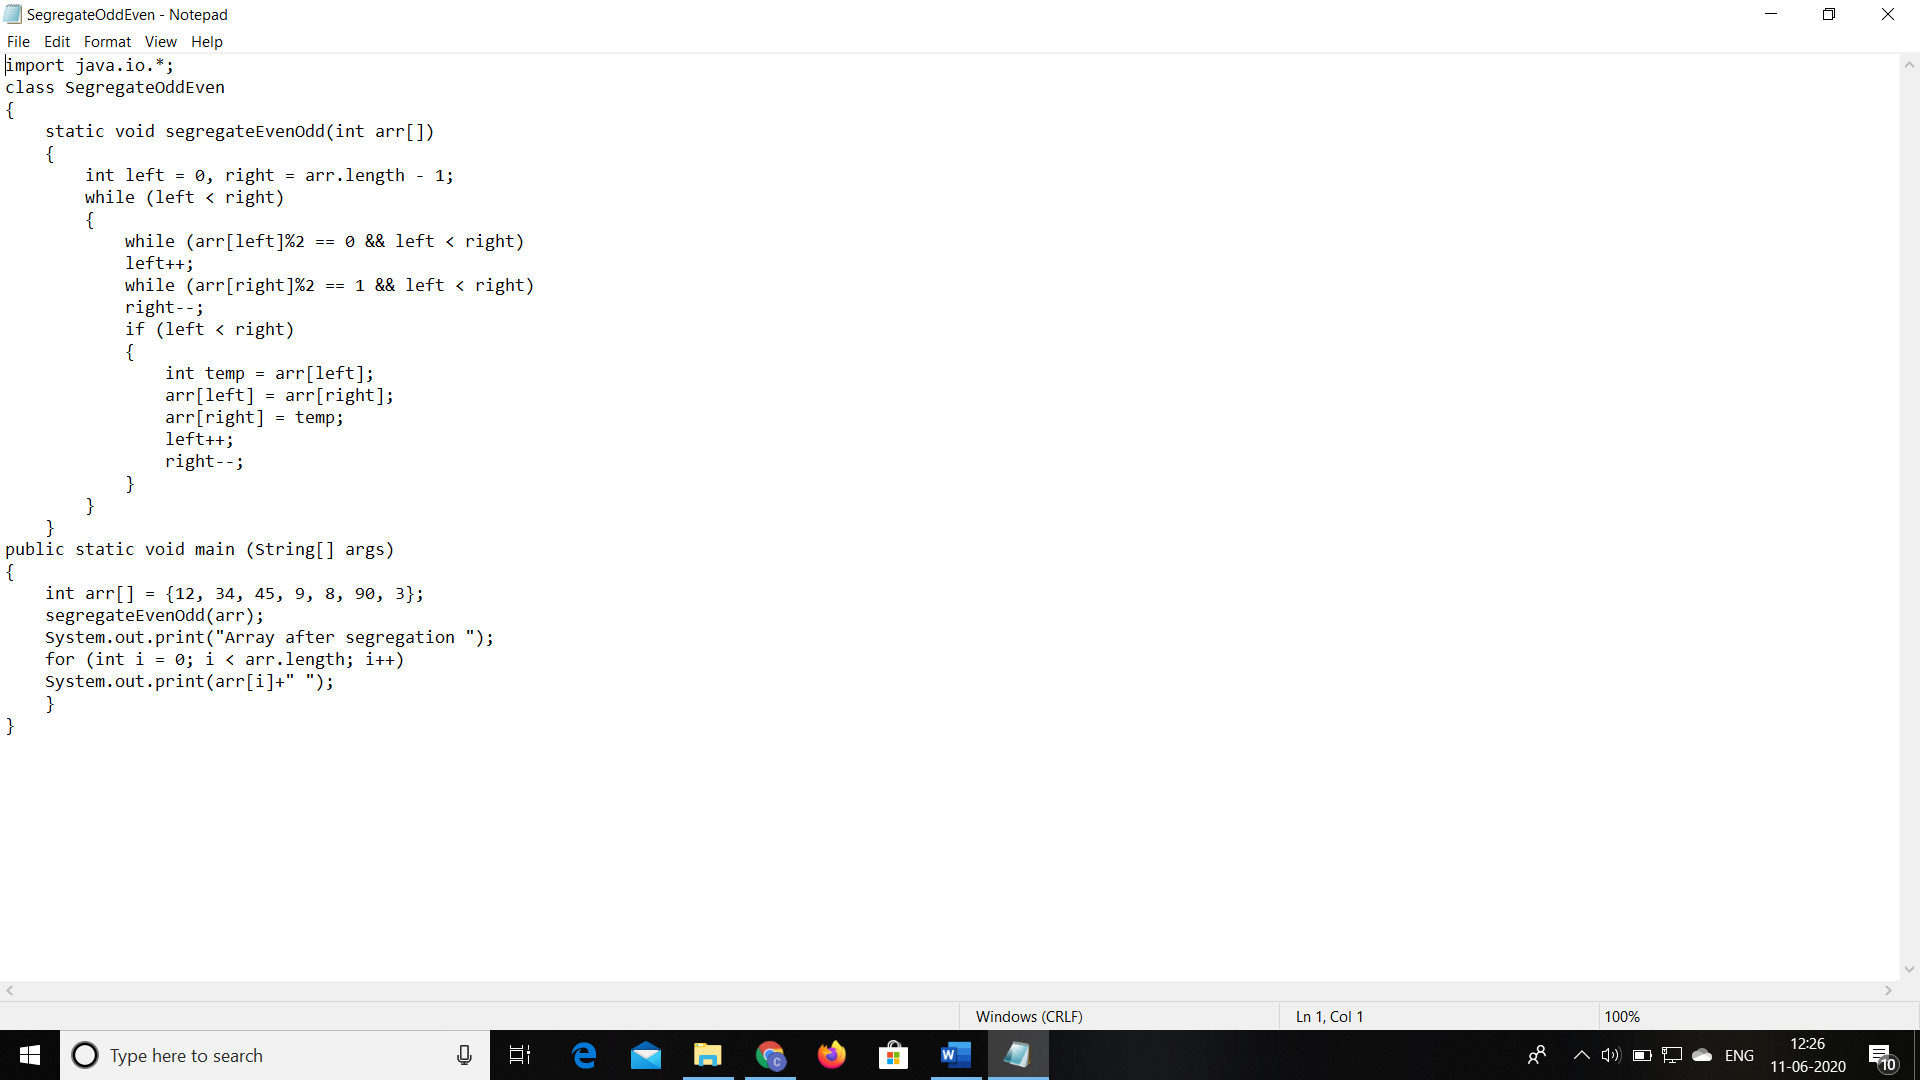 SegregateOddEven - Notepad
File Edit Format View Help
import java.io.*;
class SegregateOddEven
{
    static void segregateEvenOdd(int arr[])
    {
        int left = 0, right = arr.length - 1;
        while (left < right)
        {
            while (arr[left]%2 == 0 && left < right)
            left++;
            while (arr[right]%2 == 1 && left < right)
            right--;
            if (left < right)
            {
                int temp = arr[left];
                arr[left] = arr[right];
                arr[right] = temp;
                left++;
                right--;
            }
        }
    }
public static void main (String[] args)
{
    int arr[] = {12, 34, 45, 9, 8, 90, 3};
    segregateEvenOdd(arr);
    System.out.print("Array after segregation ");
    for (int i = 0; i < arr.length; i++)
    System.out.print(arr[i]+" ");
    }
}
Windows (CRLF) Ln 1, Col 1 100%
Type here to search
ENG
12:26
11-06-2020
10